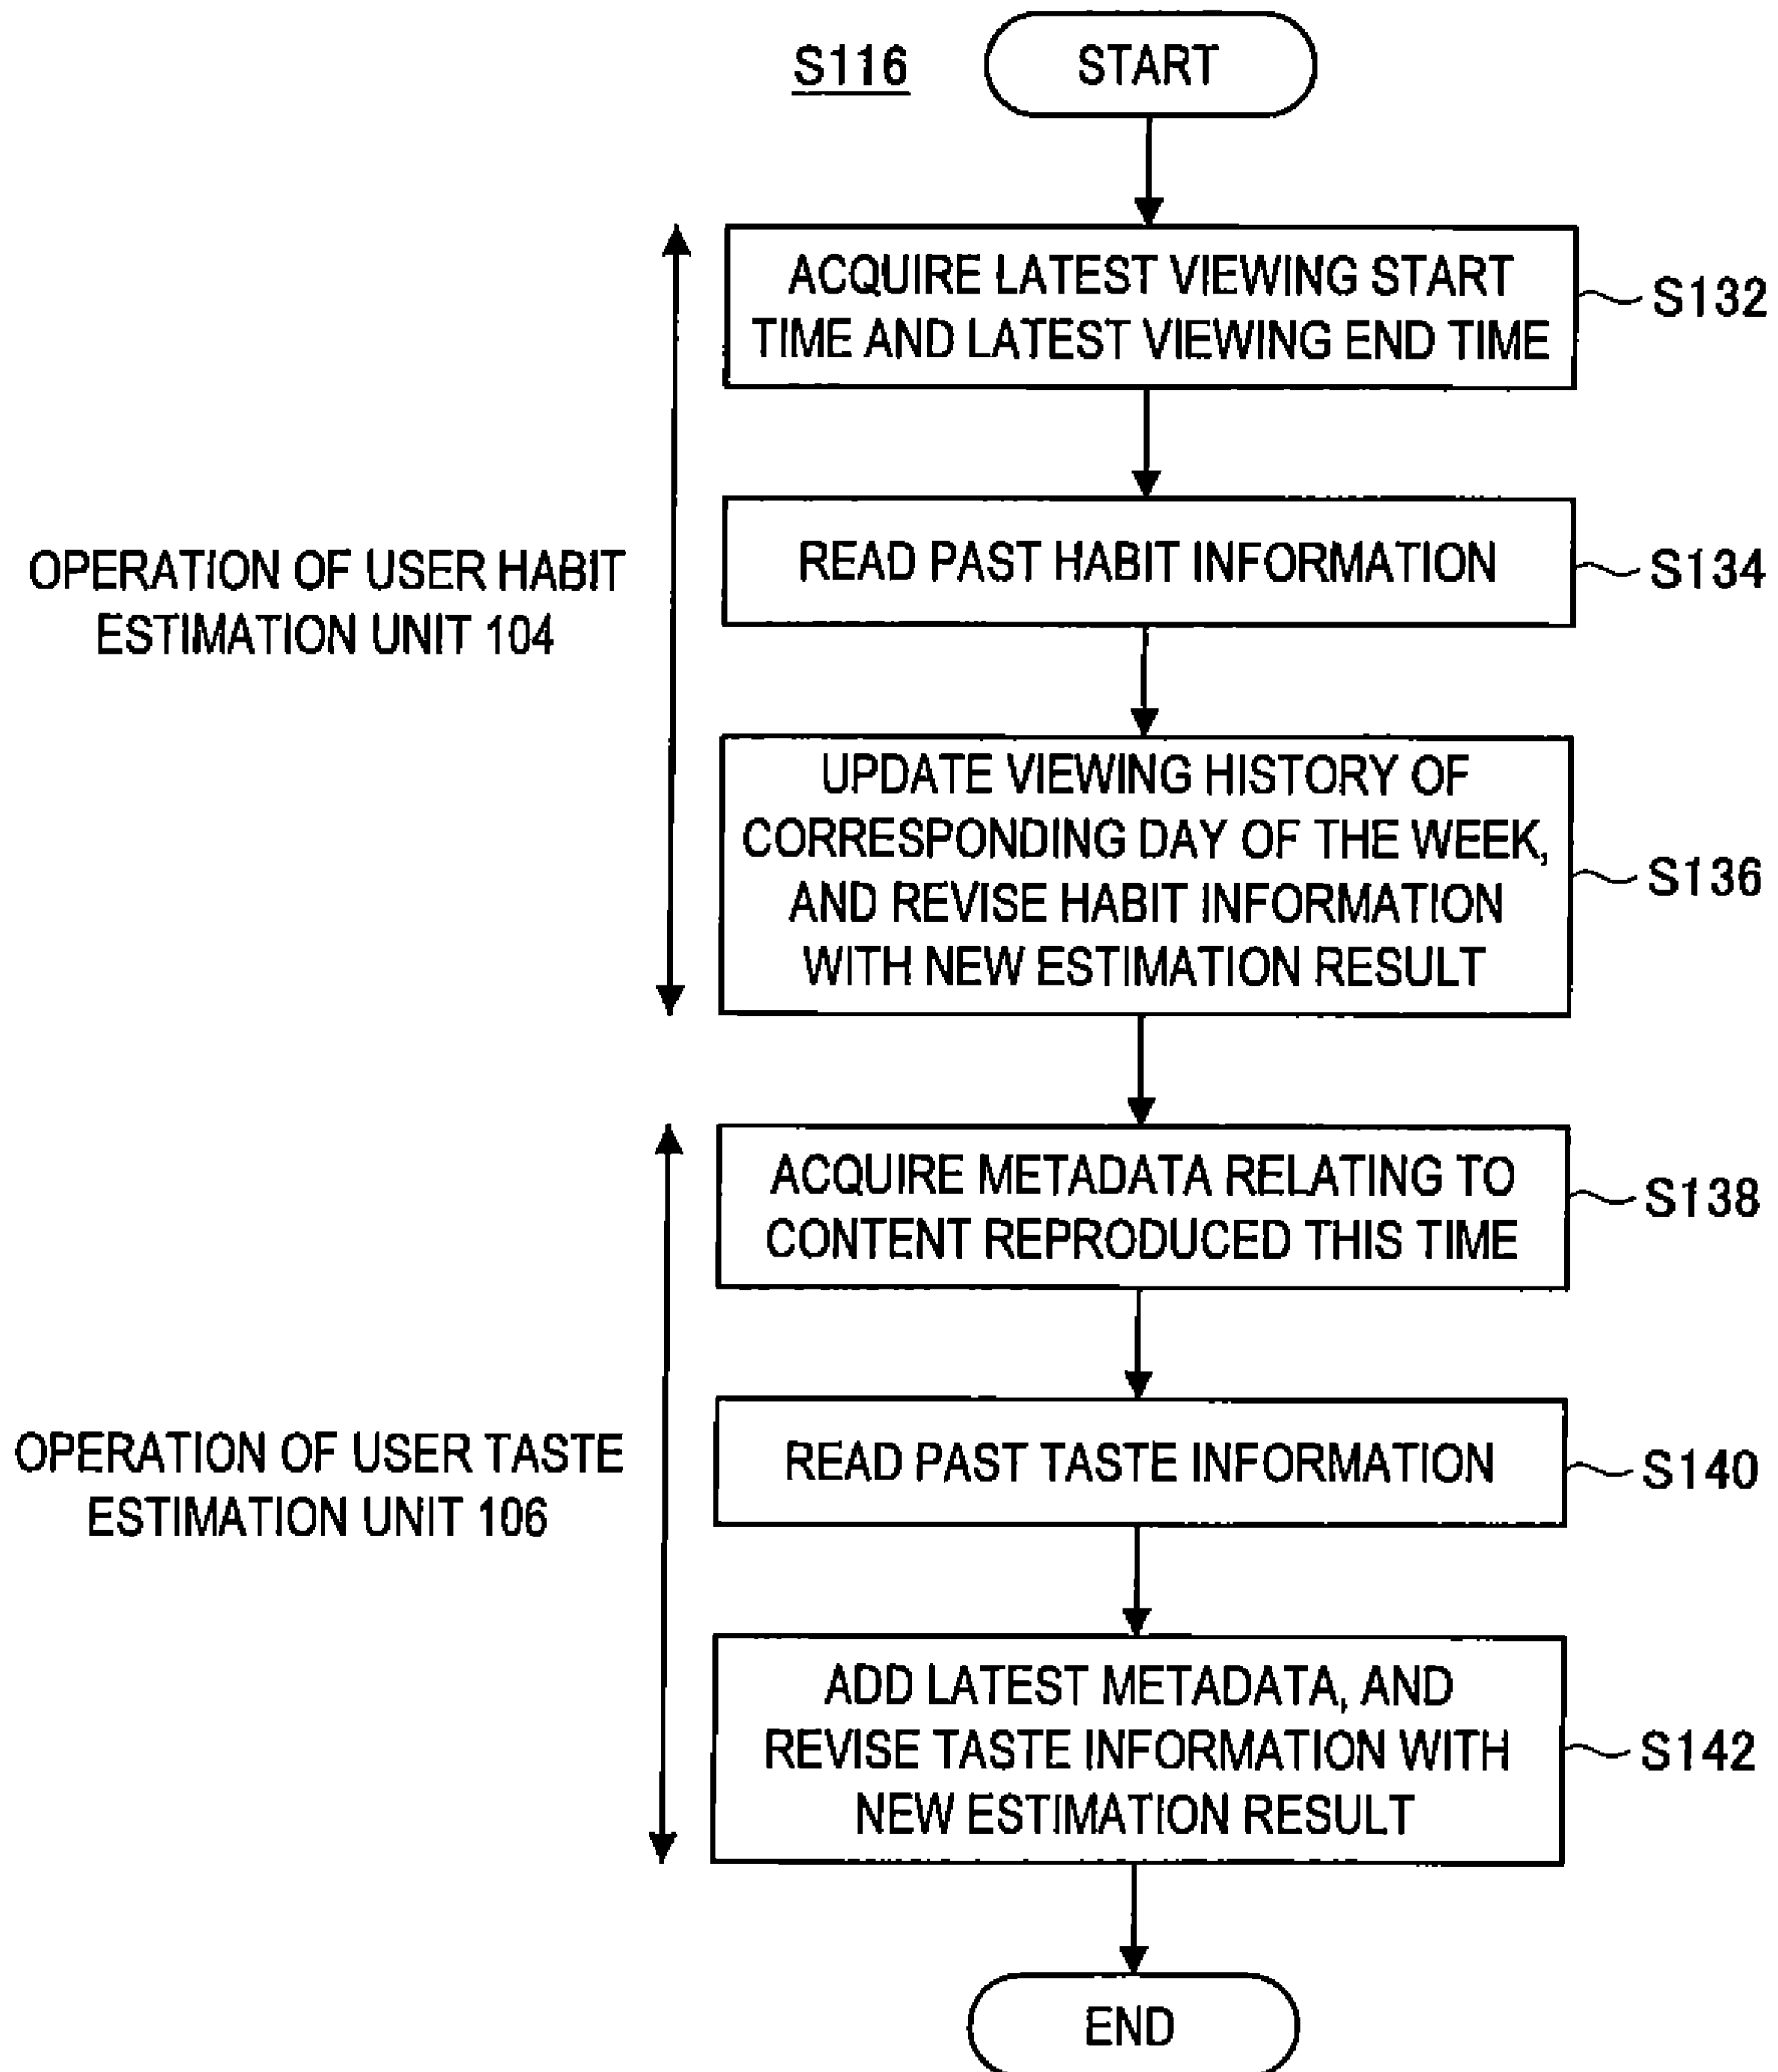 S116
START
ACQUIRE LATEST VIEWING START
TIME AND LATEST VIEWING END TIME
S132
READ PAST HABIT INFORMATION
S134
OPERATION OF USER HABIT
ESTIMATION UNIT 104
UPDATE VIEWING HISTORY OF
CORRESPONDING DAY OF THE WEEK,
AND REVISE HABIT INFORMATION
WITH NEW ESTIMATION RESULT
S136
ACQUIRE METADATA RELATING TO
CONTENT REPRODUCED THIS TIME
S138
READ PAST TASTE INFORMATION
S140
OPERATION OF USER TASTE
ESTIMATION UNIT 106
ADD LATEST METADATA, AND
REVISE TASTE INFORMATION WITH
NEW ESTIMATION RESULT
S142
END